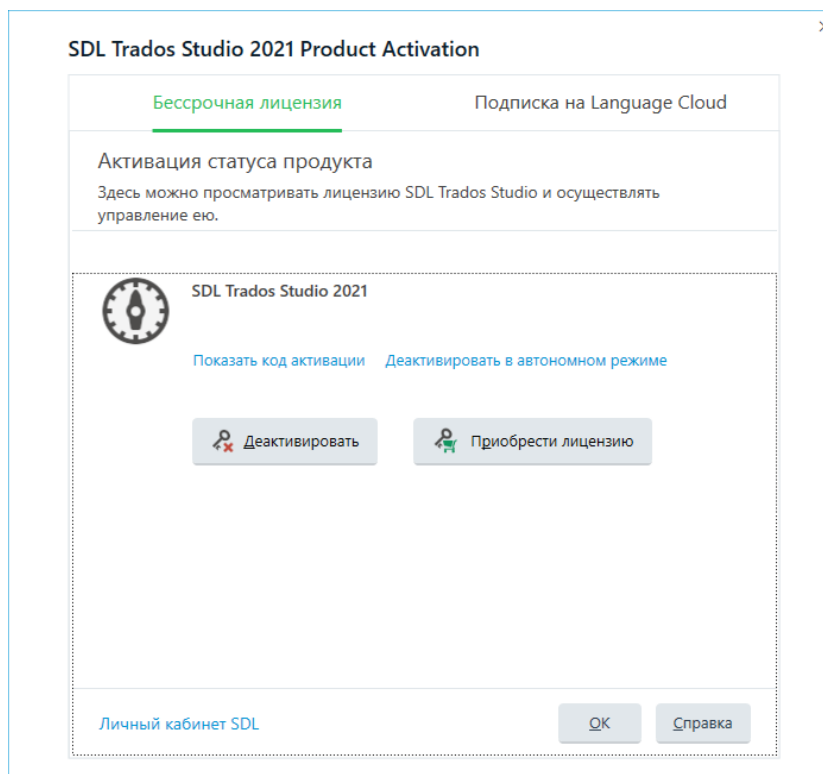 SDL Trados Studio 2021 Product Activation
Бессрочная лицензия
Подписка на Language Cloud
Активация статуса продукта
Здесь можно просматривать лицензию SDL Trados Studio и осуществлять
управление ею.
SDL Trados Studio 2021
Показать код активации
Деактивировать в автономном режиме
Деактивировать
Приобрести лицензию
Личный кабинет SDL
OK
Справка